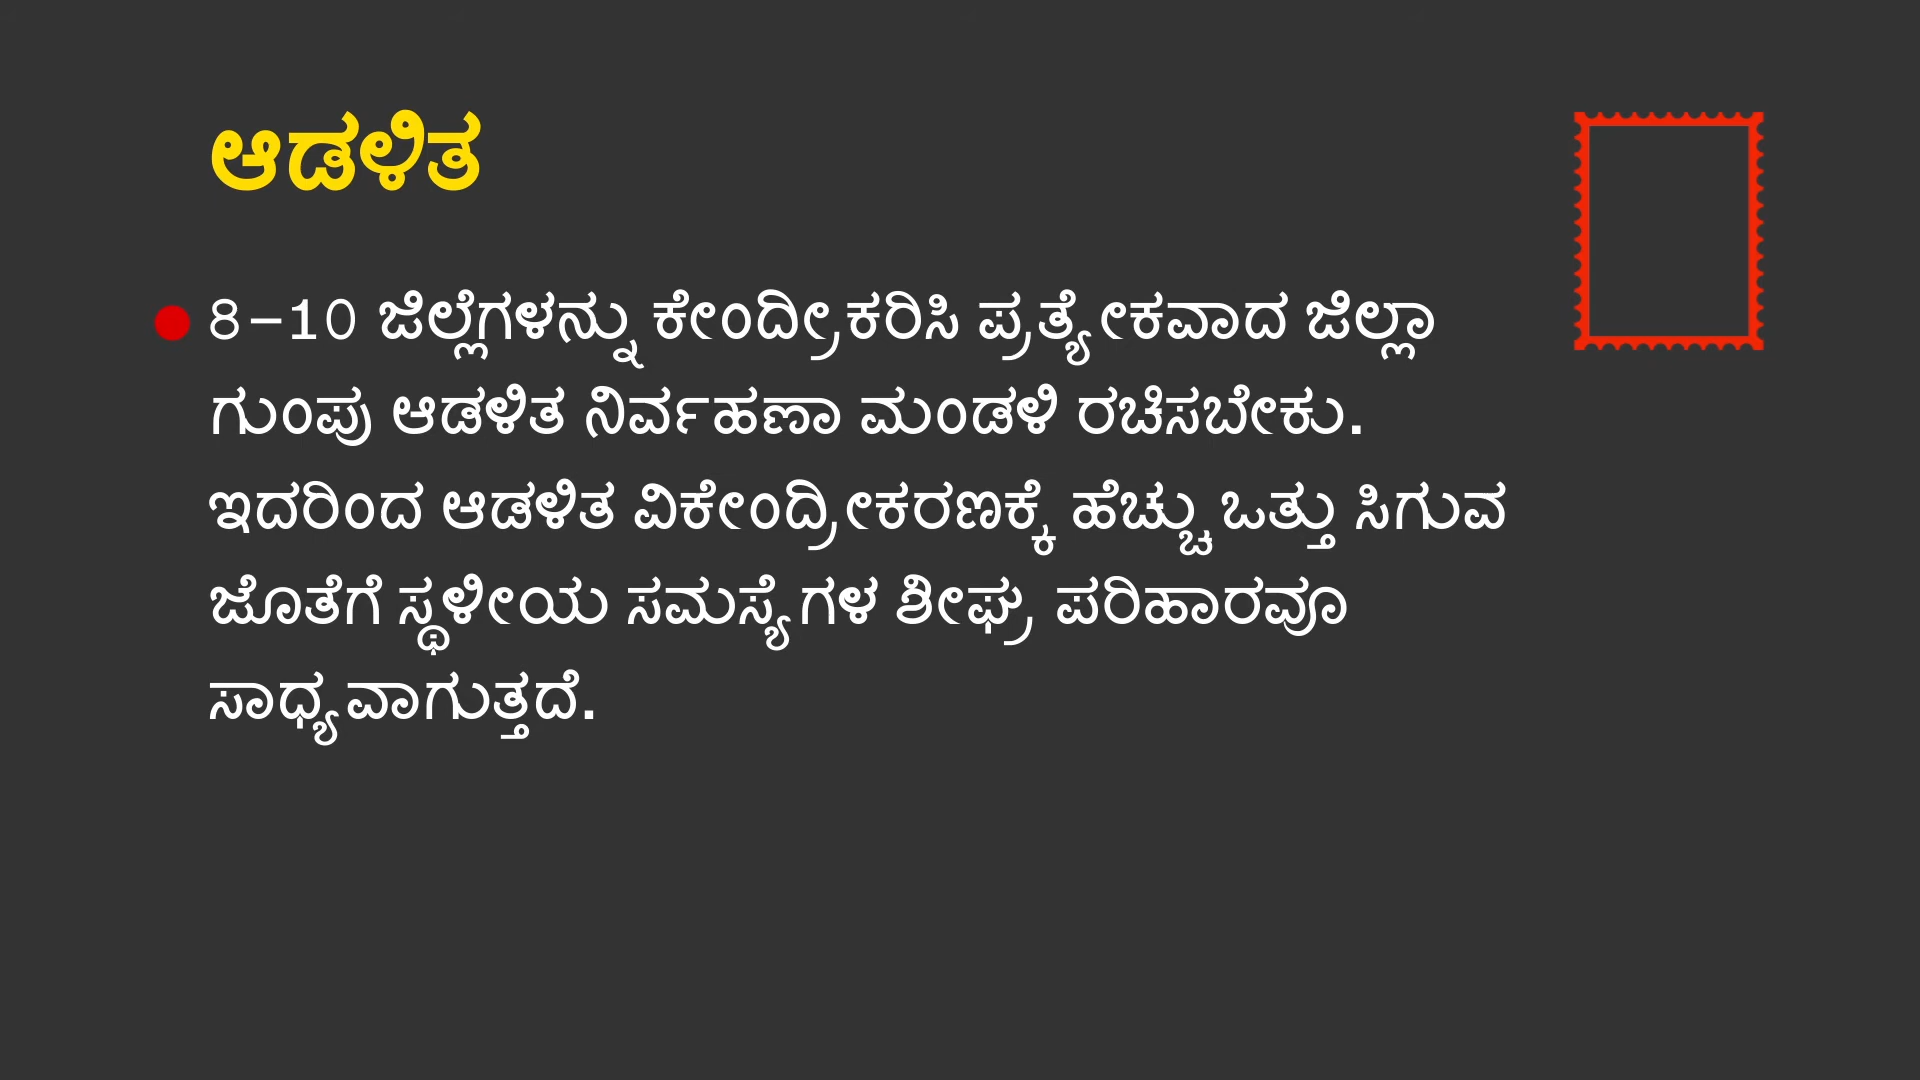 ಆಡಳಿತ
8-10 ಜಿಲ್ಲೆಗಳನ್ನು ಕೇಂದ್ರೀಕರಿಸಿ ಪ್ರತ್ಯೇಕವಾದ ಜಿಲ್ಲಾ
ಗುಂಪು ಆಡಳಿತ ನಿರ್ವಹಣಾ ಮಂಡಳಿ ರಚಿಸಬೇಕು.
ಇದರಿಂದ ಆಡಳಿತ ವಿಕೇಂದ್ರೀಕರಣಕ್ಕೆ ಹೆಚ್ಚು ಒತ್ತು ಸಿಗುವ
ಜೊತೆಗೆ ಸ್ಥಳೀಯ ಸಮಸ್ಯೆಗಳ ಶೀಘ್ರ ಪರಿಹಾರವೂ
ಸಾಧ್ಯವಾಗುತ್ತದೆ.